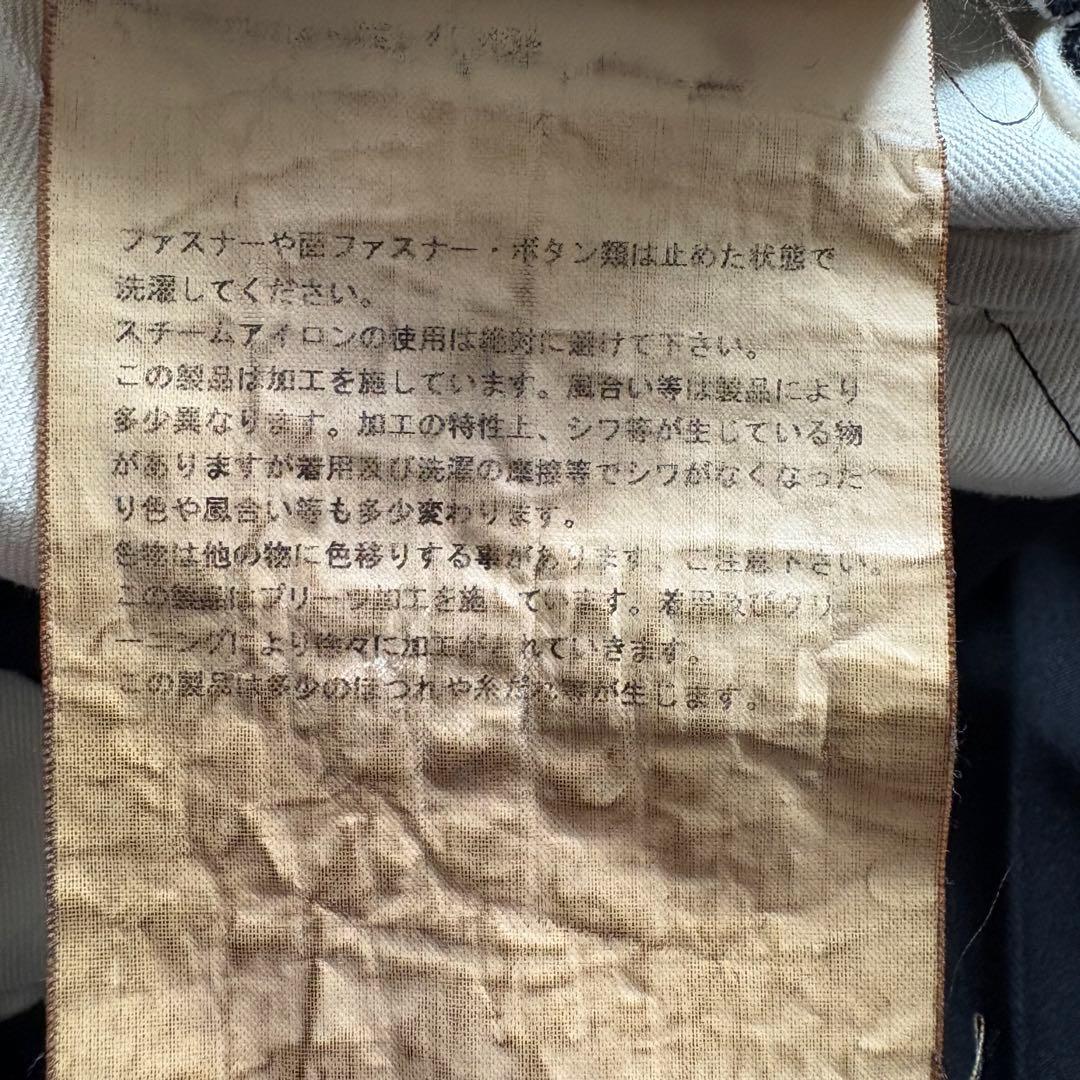 ファスナーや面ファスナー・ボタン類は止めた状態で
洗濯してください。
スチームアイロンの使用は絶対に避けて下さい。
この製品は加工を施しています。風合い等は製品により
多少異なります。加工の特性上、シワ等が生じている物
がありますが着用及び洗濯の摩擦等でシワがなくなった
り色や風合い等も多少変わります。
色物は他の物に色移りする事があります。ご注意下さい。
この製品はプリーツ加工を施しています。着用及びクリ
ーニングにより徐々に加工がとれていきます。
この製品は多少のほつれや糸だれ等が生じます。